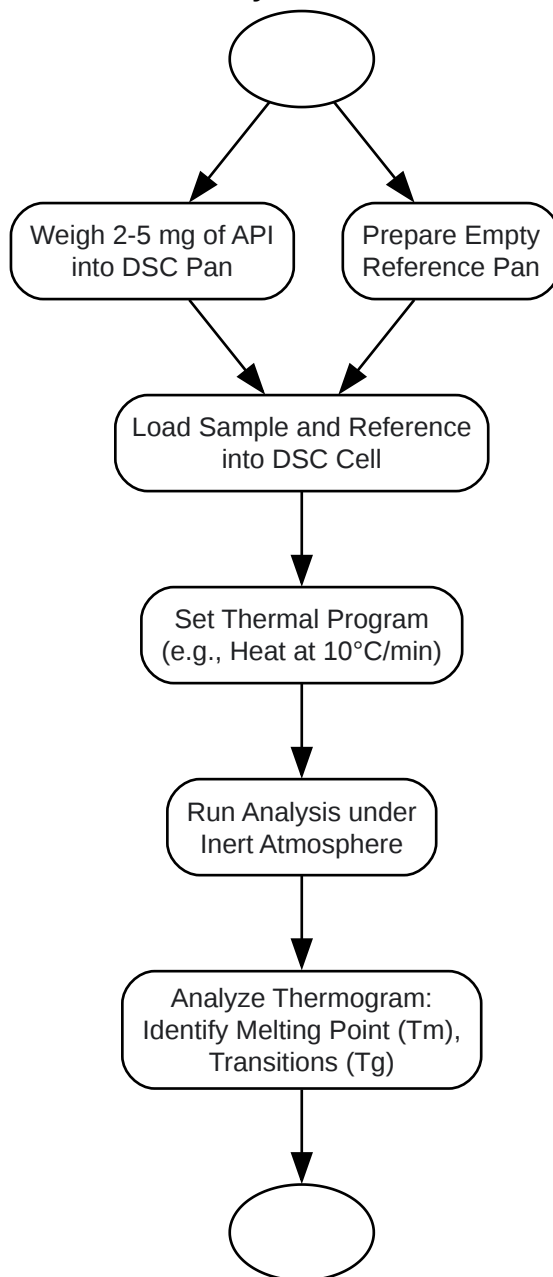 Weigh 2-5 mg of API
into DSC Pan
Prepare Empty
Reference Pan
Load Sample and Reference
into DSC Cell
Set Thermal Program
(e.g., Heat at 10°C/min)
Run Analysis under
Inert Atmosphere
Analyze Thermogram:
Identify Melting Point (Tm),
Transitions (Tg)